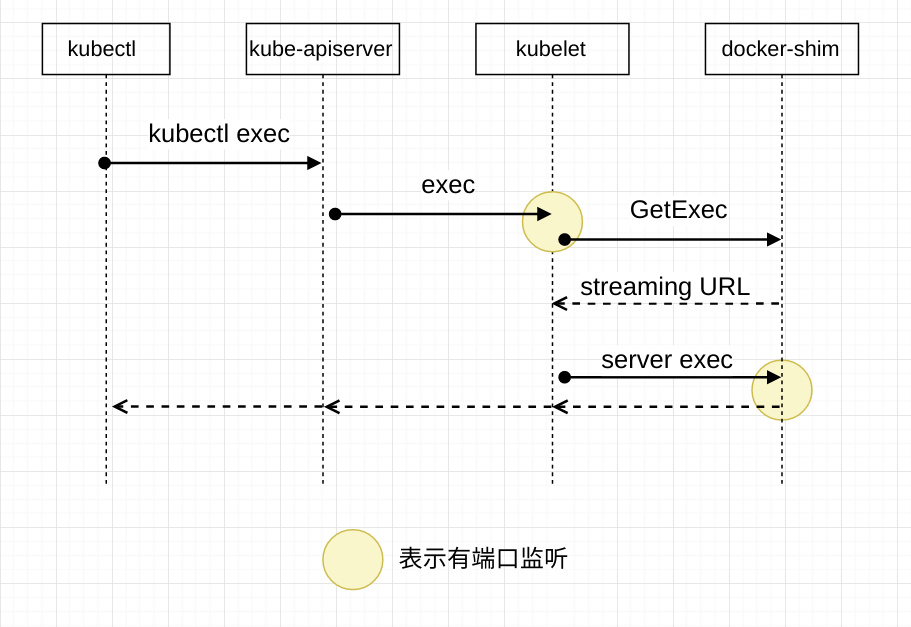 kubectl
kube-apiserver
kubelet
docker-shim
kubectl exec
exec
GetExec
streaming URL
server exec
表示有端口监听